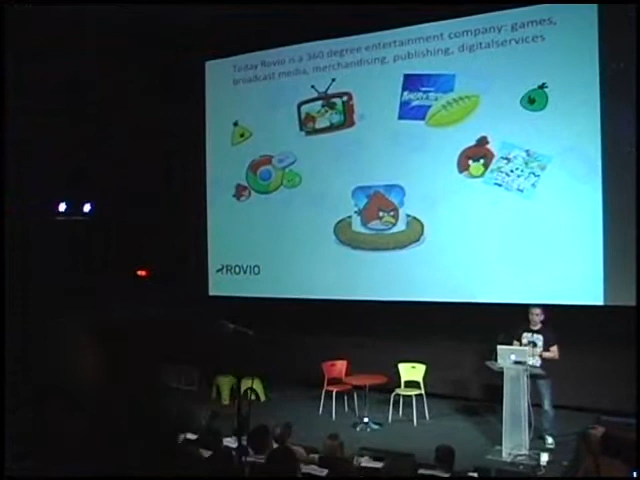 Today Rovio is a 360 degree entertainment company: games,
broadcast media, merchandising, publishing, digitalservices
ROVIO